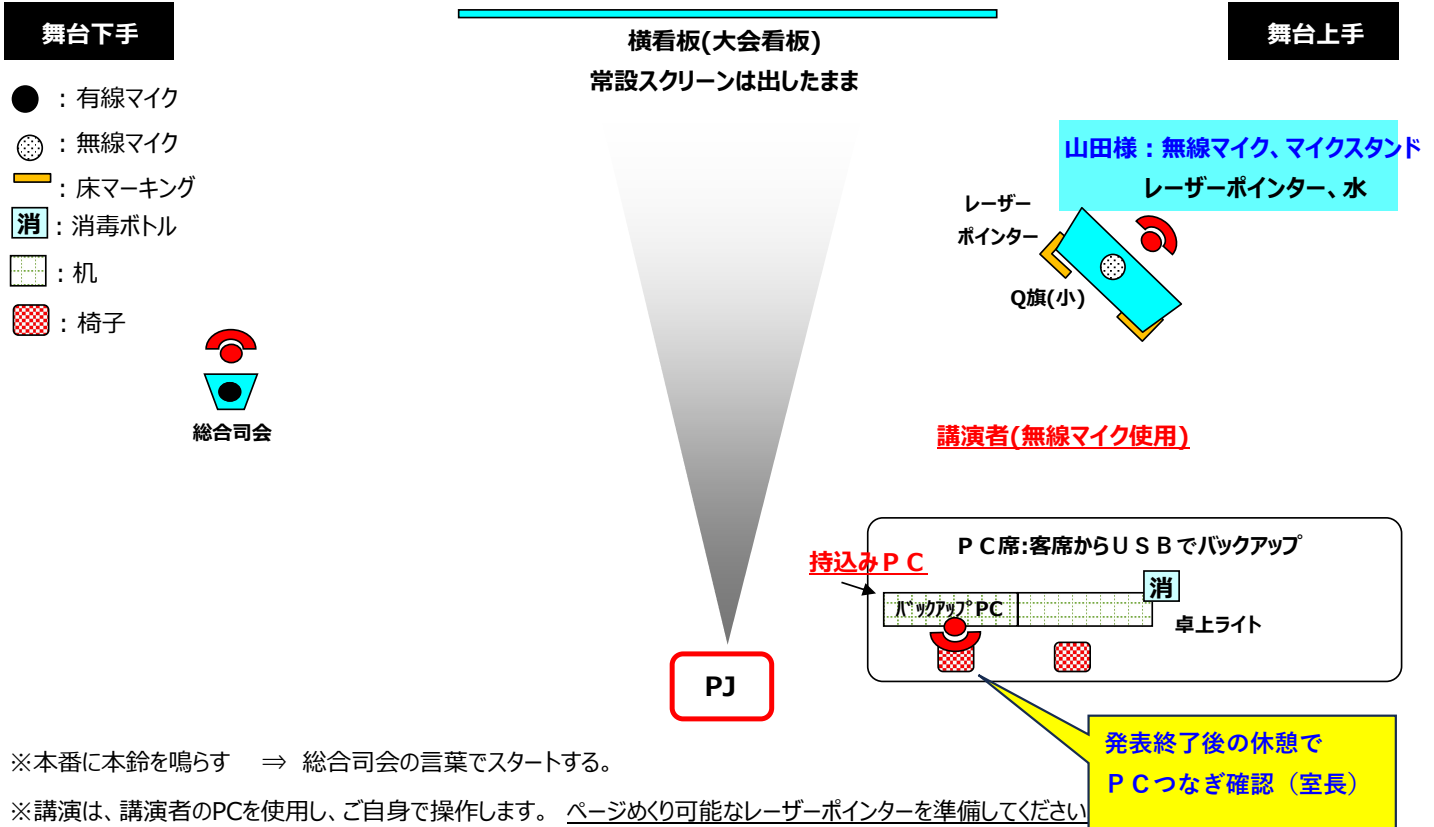 舞台下手
横看板(大会看板)
舞台上手
常設スクリーンは出したまま
：有線マイク
：無線マイク
：床マーキング
消：消毒ボトル
：机
：椅子
山田様：無線マイク、マイクスタンド
レーザーポインター、水
レーザー
ポインター
Q旗(小)
総合司会
講演者(無線マイク使用)
ＰＣ席:客席からＵＳＢでバックアップ
持込みＰＣ
消
ﾊﾞｯｸｱｯﾌﾟPC
卓上ライト
PJ
発表終了後の休憩で
ＰＣつなぎ確認（室長）
※本番に本鈴を鳴らす　⇒ 総合司会の言葉でスタートする。
※講演は、講演者のPCを使用し、ご自身で操作します。 ページめくり可能なレーザーポインターを準備してください